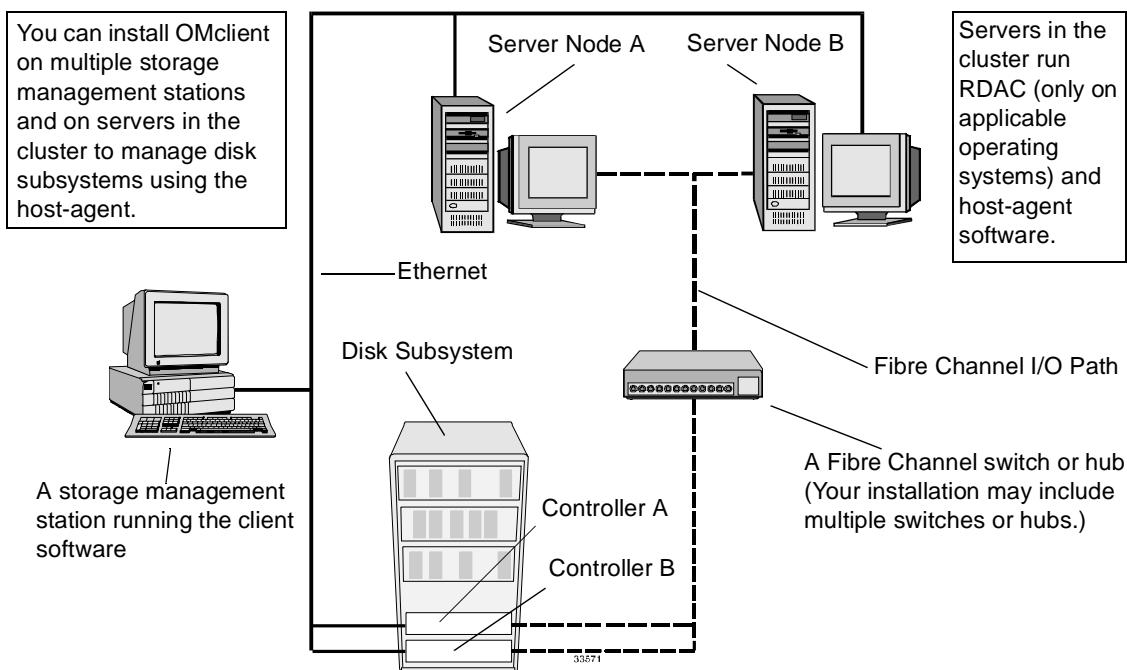 You can install OMclient
on multiple storage
management stations
and on servers in the
cluster to manage disk
subsystems using the
host-agent.
Server Node A
Server Node B
Servers in the
cluster run
RDAC (only on
applicable
operating
systems) and
host-agent
software.
Ethernet
Disk Subsystem
Fibre Channel I/O Path
A storage management
station running the client
software
Controller A
Controller B
A Fibre Channel switch or hub
(Your installation may include
multiple switches or hubs.)
33571